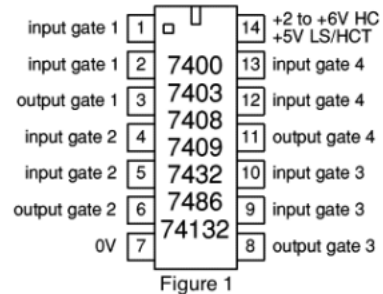 input gate 1 1 14 +2 to +6V HC
+5V LS/HCT
input gate 1 2 7400 13 input gate 4
output gate 1 3 7403 12 input gate 4
7408
input gate 2 4 7409 11 output gate 4
input gate 2 5 7432 10 input gate 3
output gate 2 6 7486 9 input gate 3
0V 7 74132 8 output gate 3
Figure 1